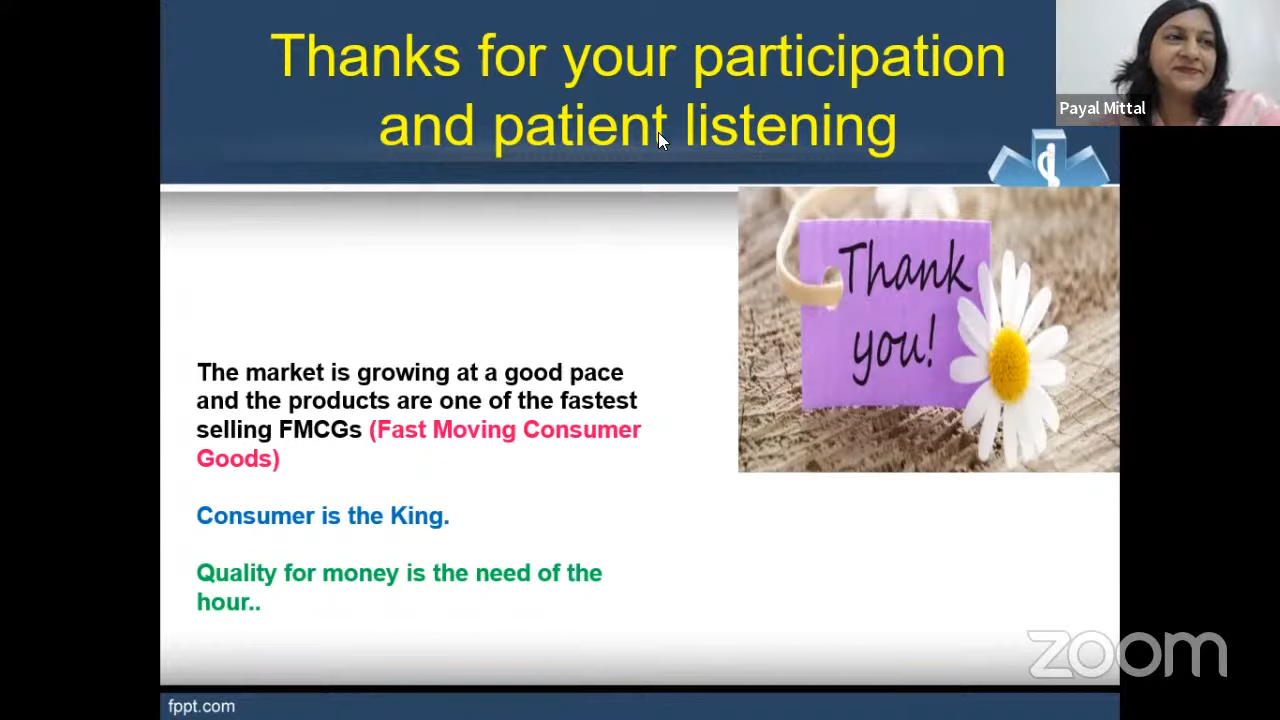 Thanks for your participation
and patient listening
Payal Mittal
Thank
you!
The market is growing at a good pace
and the products are one of the fastest
selling FMCGs (Fast Moving Consumer
Goods)
Consumer is the King.
Quality for money is the need of the
hour..
zoom
fppt.com